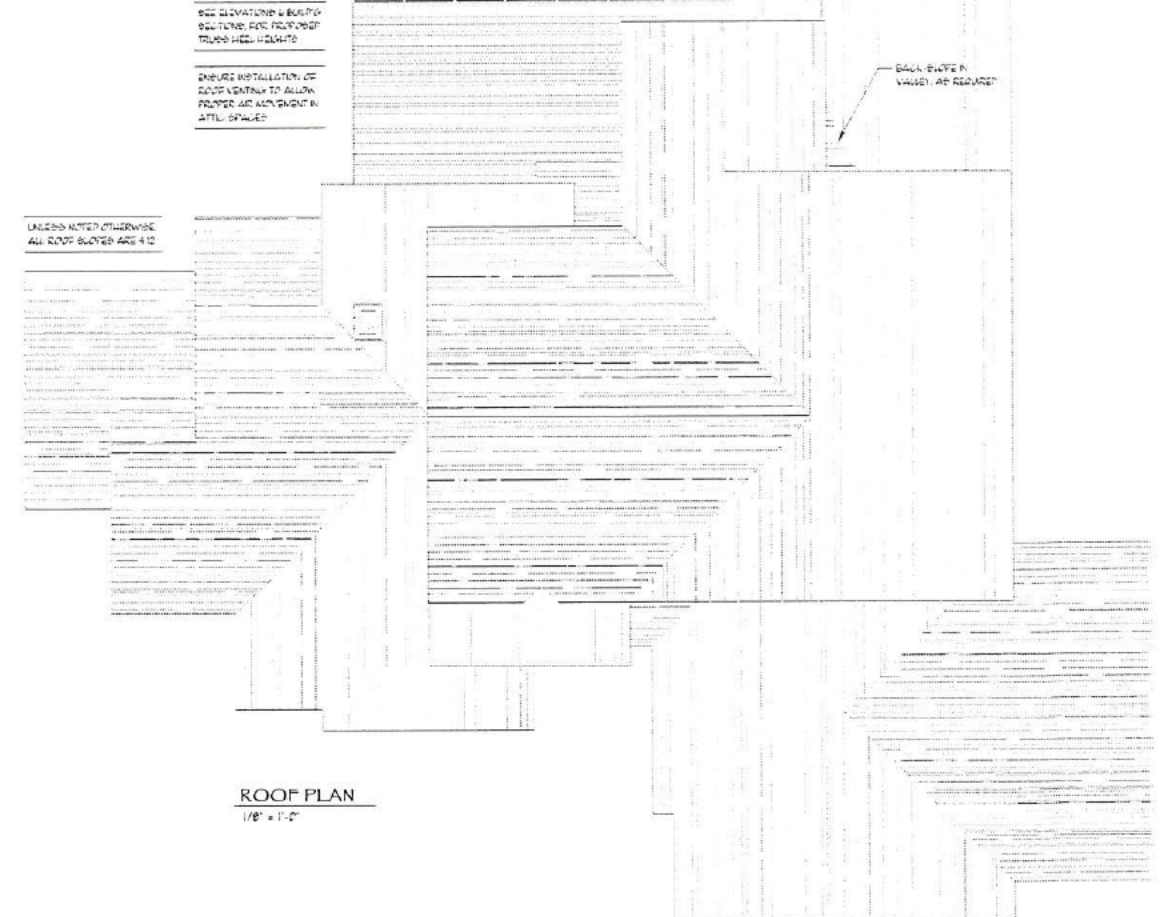 SEE ELEVATIONS & BUILD'G
SECTIONS, FOR PROPOSED
TRUSS HEEL HEIGHTS
ENSURE INSTALLATION OF
ROOF VENTING TO ALLOW
PROPER AIR MOVEMENT IN
ATTIC SPACES
BACK-SLOPE IN
VALLEY, AS REQUIRED
UNLESS NOTED OTHERWISE,
ALL ROOF SLOPES ARE 4:12
ROOF PLAN
1/8" = 1'-0"